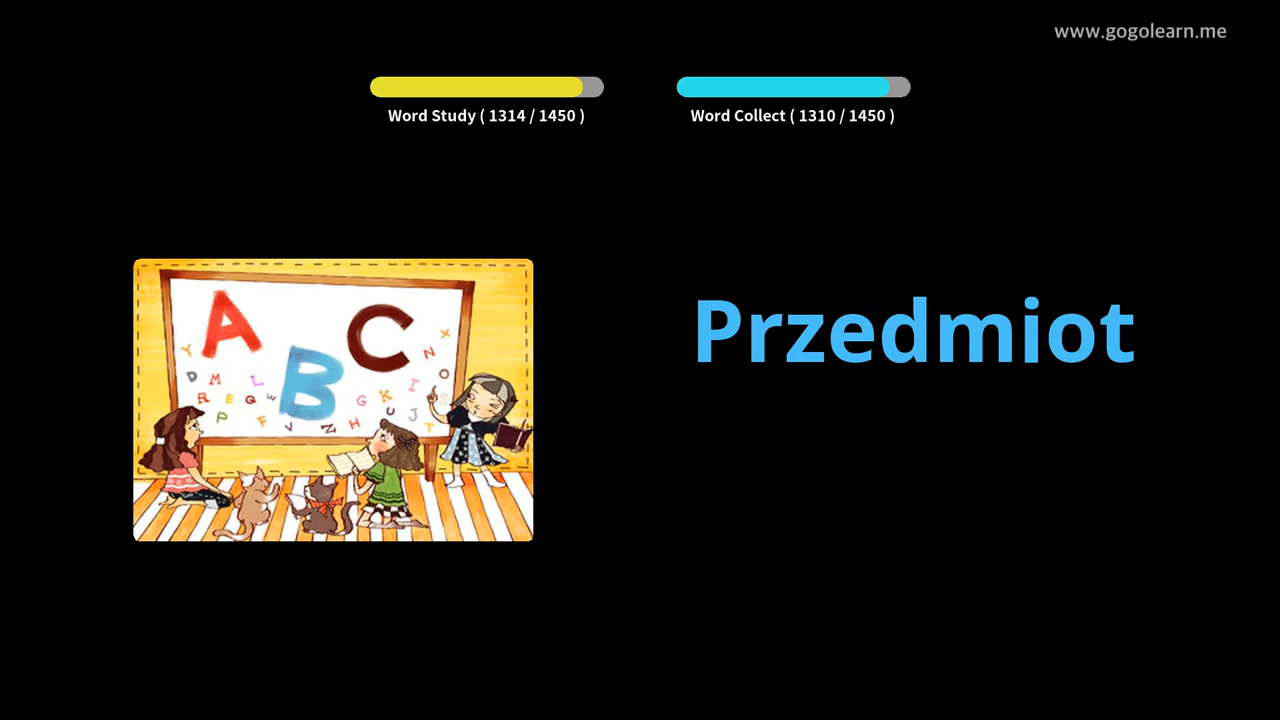 www.gogolearn.me
Word Study ( 1314 / 1450 )
Word Collect ( 1310 / 1450 )
Przedmiot
A
B
C
Y
D M L
R E Q W
P F V Z H
G K I N X
O S
U J T